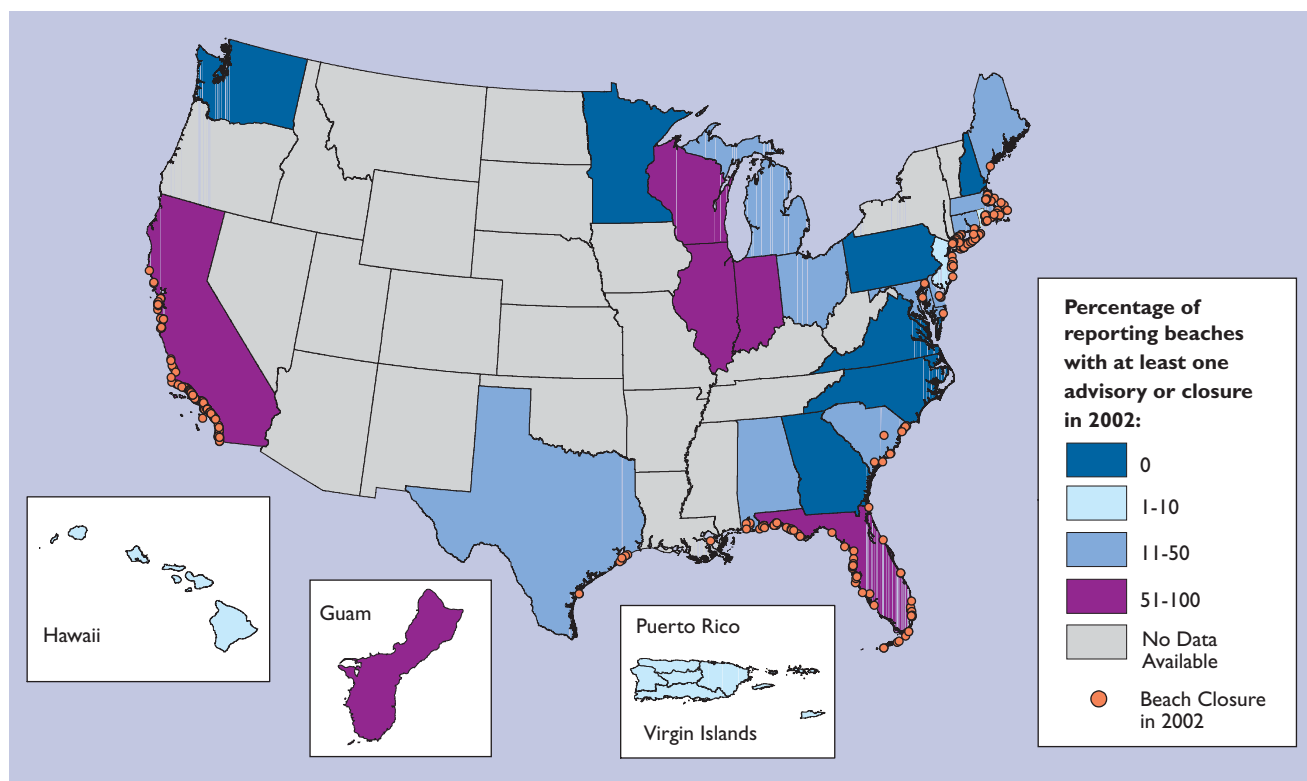 Hawaii
Guam
Puerto Rico
Virgin Islands
Percentage of
reporting beaches
with at least one
advisory or closure
in 2002:
0
1-10
11-50
51-100
No Data
Available
Beach Closure
in 2002